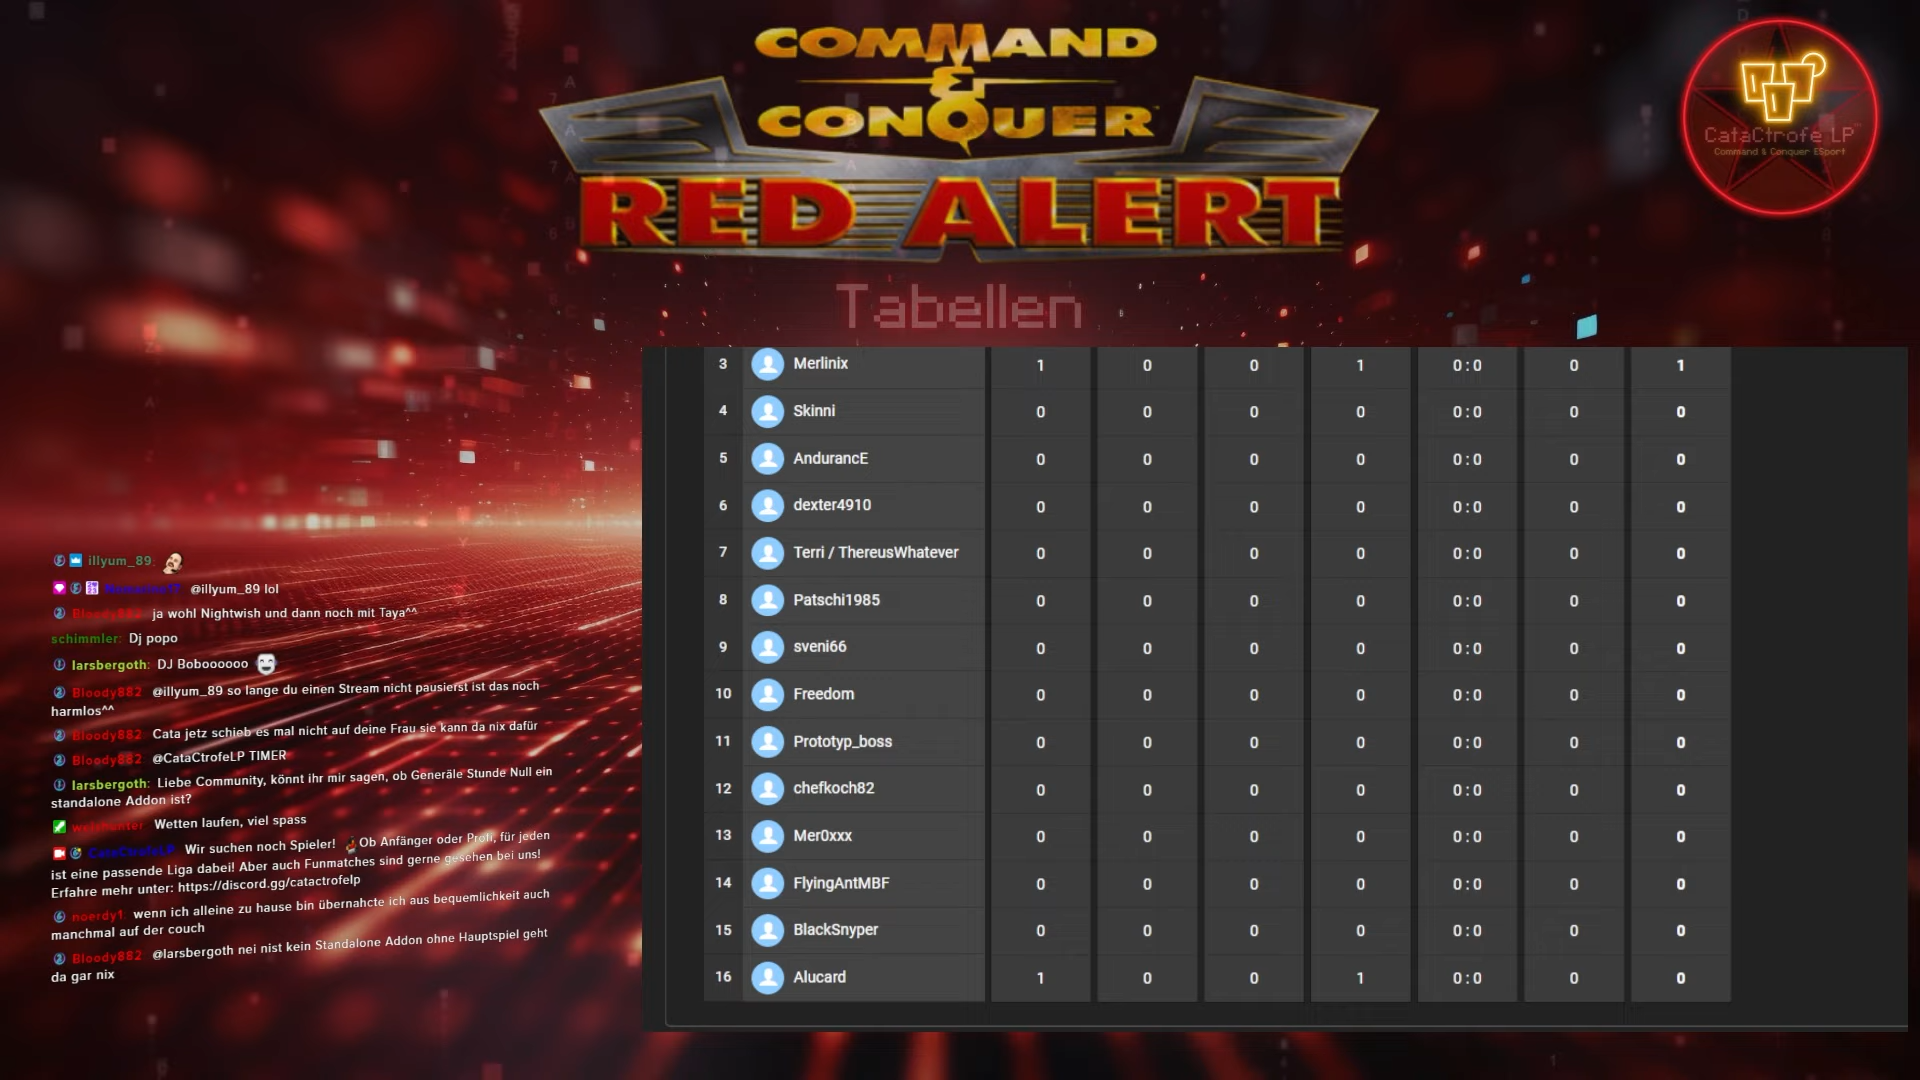 COMMAND
&
CONQUER
RED ALERT
CataCtrofe LP
Command & Conquer ESport
Tabellen
3 Merlinix 1 0 0 1 0:0 0 1
4 Skinni 0 0 0 0 0:0 0 0
5 AndurancE 0 0 0 0 0:0 0 0
6 dexter4910 0 0 0 0 0:0 0 0
7 Terri / ThereusWhatever 0 0 0 0 0:0 0 0
8 Patschi1985 0 0 0 0 0:0 0 0
9 sveni66 0 0 0 0 0:0 0 0
10 Freedom 0 0 0 0 0:0 0 0
11 Prototyp_boss 0 0 0 0 0:0 0 0
12 chefkoch82 0 0 0 0 0:0 0 0
13 Mer0xxx 0 0 0 0 0:0 0 0
14 FlyingAntMBF 0 0 0 0 0:0 0 0
15 BlackSnyper 0 0 0 0 0:0 0 0
16 Alucard 1 0 0 1 0:0 0 0
illyum_89:
@illyum_89 lol
Bloody882 ja wohl Nightwish und dann noch mit Taya^^
schimmler: Dj popo
larsbergoth: DJ Boboooooo
Bloody882 @illyum_89 so lange du einen Stream nicht pausierst ist das noch
harmlos^^
Bloody882 Cata jetz schieb es mal nicht auf deine Frau sie kann da nix dafür
Bloody882 @CataCtrofeLP TIMER
larsbergoth: Liebe Community, könnt ihr mir sagen, ob Generäle Stunde Null ein
standalone Addon ist?
Wetten laufen, viel spass
CataCtrofeLP Wir suchen noch Spieler! Ob Anfänger oder Profi, für jeden
ist eine passende Liga dabei! Aber auch Funmatches sind gerne gesehen bei uns!
Erfahre mehr unter: https://discord.gg/catactrofelp
noerdy1: wenn ich alleine zu hause bin übernahcte ich aus bequemlichkeit auch
manchmal auf der couch
Bloody882 @larsbergoth nei nist kein Standalone Addon ohne Hauptspiel geht
da gar nix